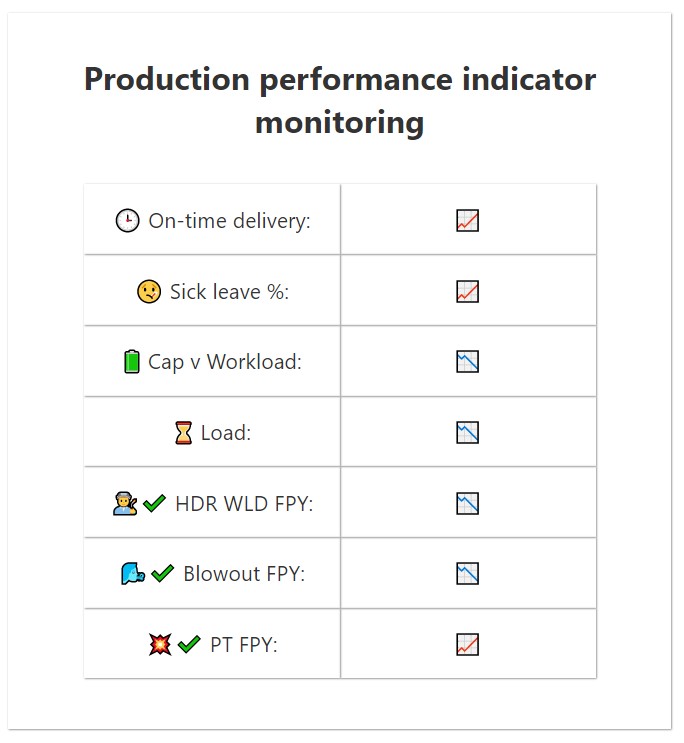 Production performance indicator
monitoring
On-time delivery:
Sick leave %:
Cap v Workload:
Load:
HDR WLD FPY:
Blowout FPY:
PT FPY: